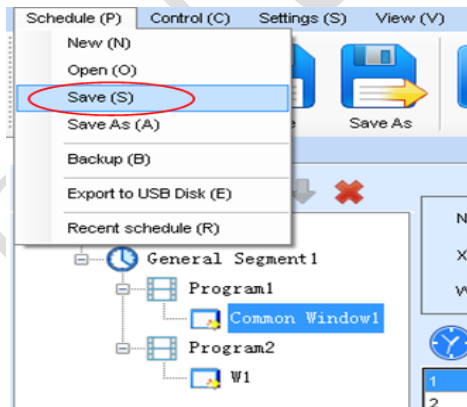 Schedule (P) Control (C) Settings (S) View (V)
New (N)
Open (O)
Save (S)
Save As (A)
Save As
Backup (B)
Export to USB Disk (E)
Recent schedule (R)
General Segment1
Program1
Common Window1
Program2
W1
N
X
W
1
2